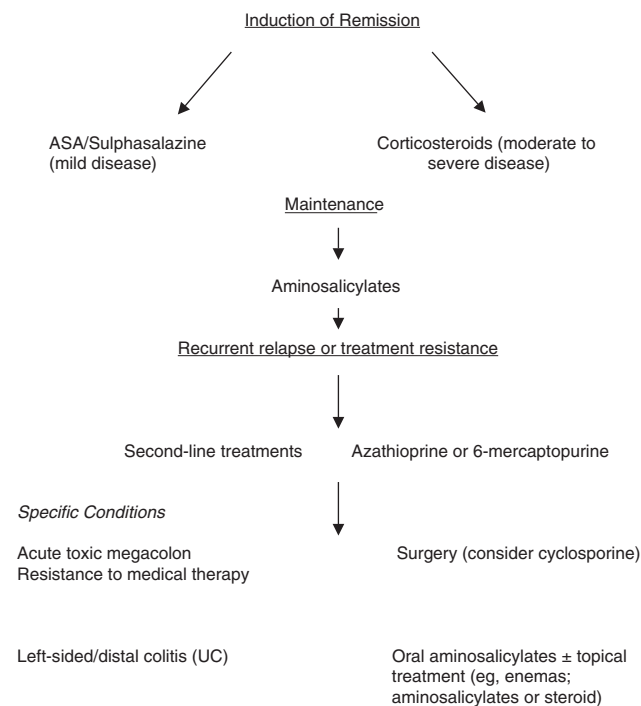 Induction of Remission
ASA/Sulphasalazine
(mild disease)
Corticosteroids (moderate to
severe disease)
Maintenance
Aminosalicylates
Recurrent relapse or treatment resistance
Second-line treatments
Azathioprine or 6-mercaptopurine
Specific Conditions
Acute toxic megacolon
Resistance to medical therapy
Surgery (consider cyclosporine)
Left-sided/distal colitis (UC)
Oral aminosalicylates ± topical
treatment (eg, enemas;
aminosalicylates or steroid)